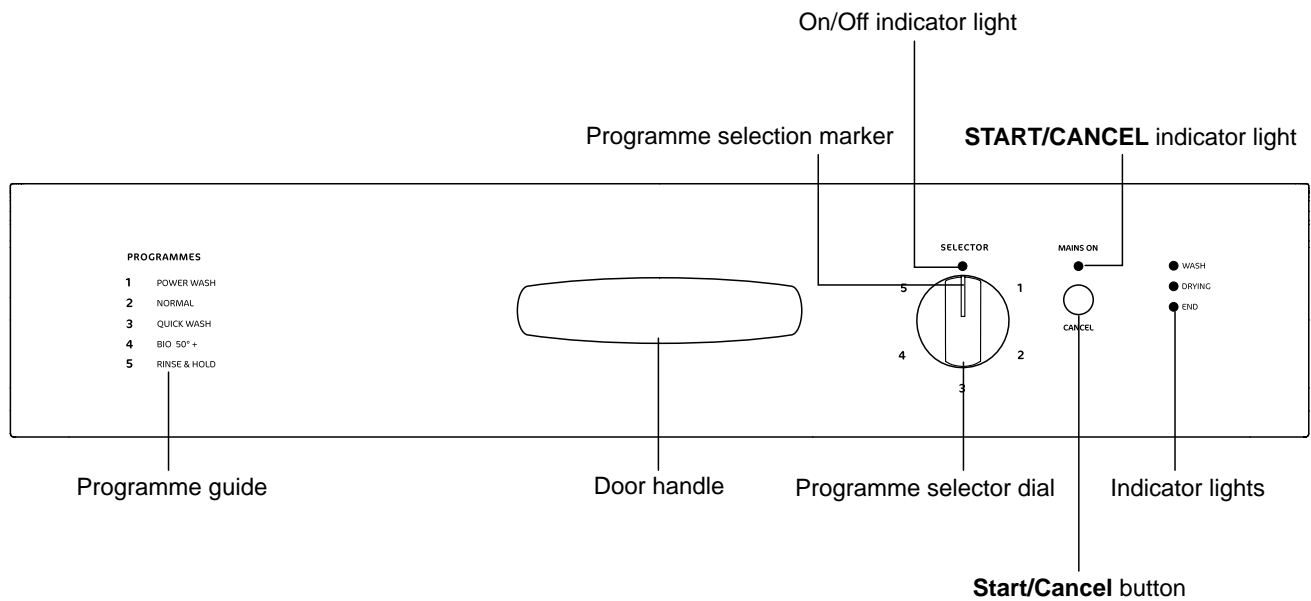 On/Off indicator light
Programme selection marker
START/CANCEL indicator light
PROGRAMMES
1 POWER WASH
2 NORMAL
3 QUICK WASH
4 BIO 50° +
5 RINSE & HOLD
SELECTOR
5
1
4
2
3
MAINS ON
CANCEL
WASH
DRYING
END
Programme guide
Door handle
Programme selector dial
Indicator lights
Start/Cancel button